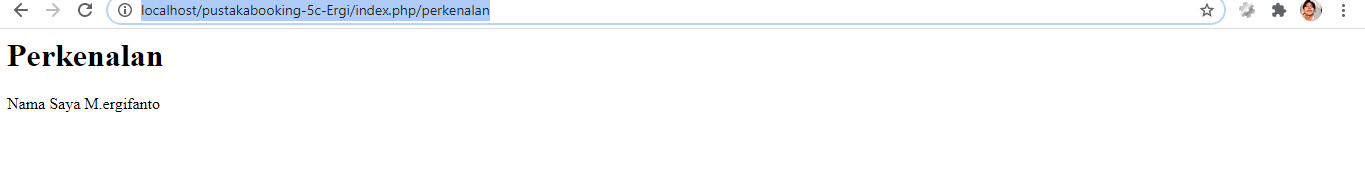 localhost/pustakabooking-5c-Ergi/index.php/perkenalan
Perkenalan
Nama Saya M.ergifanto